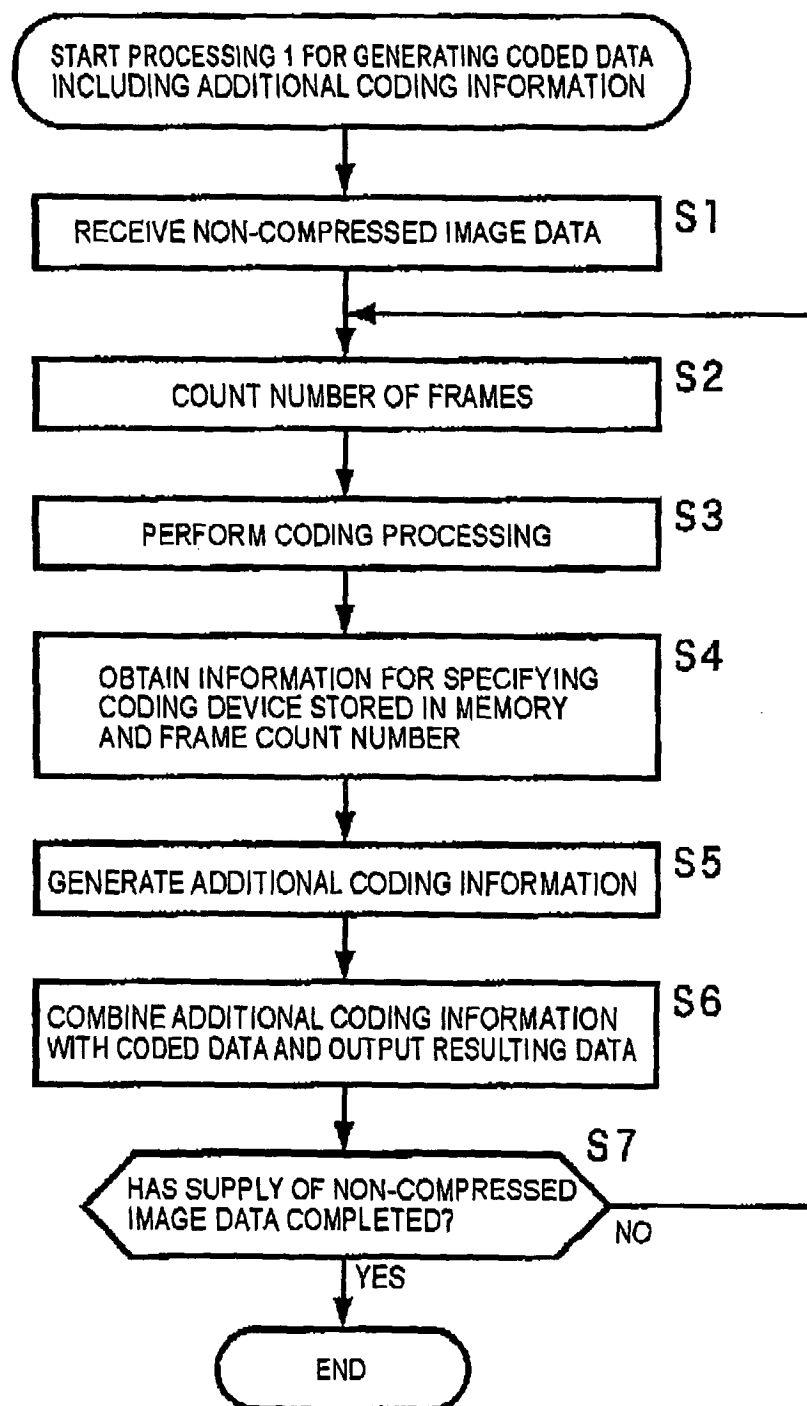 START PROCESSING 1 FOR GENERATING CODED DATA
INCLUDING ADDITIONAL CODING INFORMATION
RECEIVE NON-COMPRESSED IMAGE DATA
S1
COUNT NUMBER OF FRAMES
S2
PERFORM CODING PROCESSING
S3
OBTAIN INFORMATION FOR SPECIFYING
CODING DEVICE STORED IN MEMORY
AND FRAME COUNT NUMBER
S4
GENERATE ADDITIONAL CODING INFORMATION
S5
COMBINE ADDITIONAL CODING INFORMATION
WITH CODED DATA AND OUTPUT RESULTING DATA
S6
S7
HAS SUPPLY OF NON-COMPRESSED
IMAGE DATA COMPLETED?
NO
YES
END